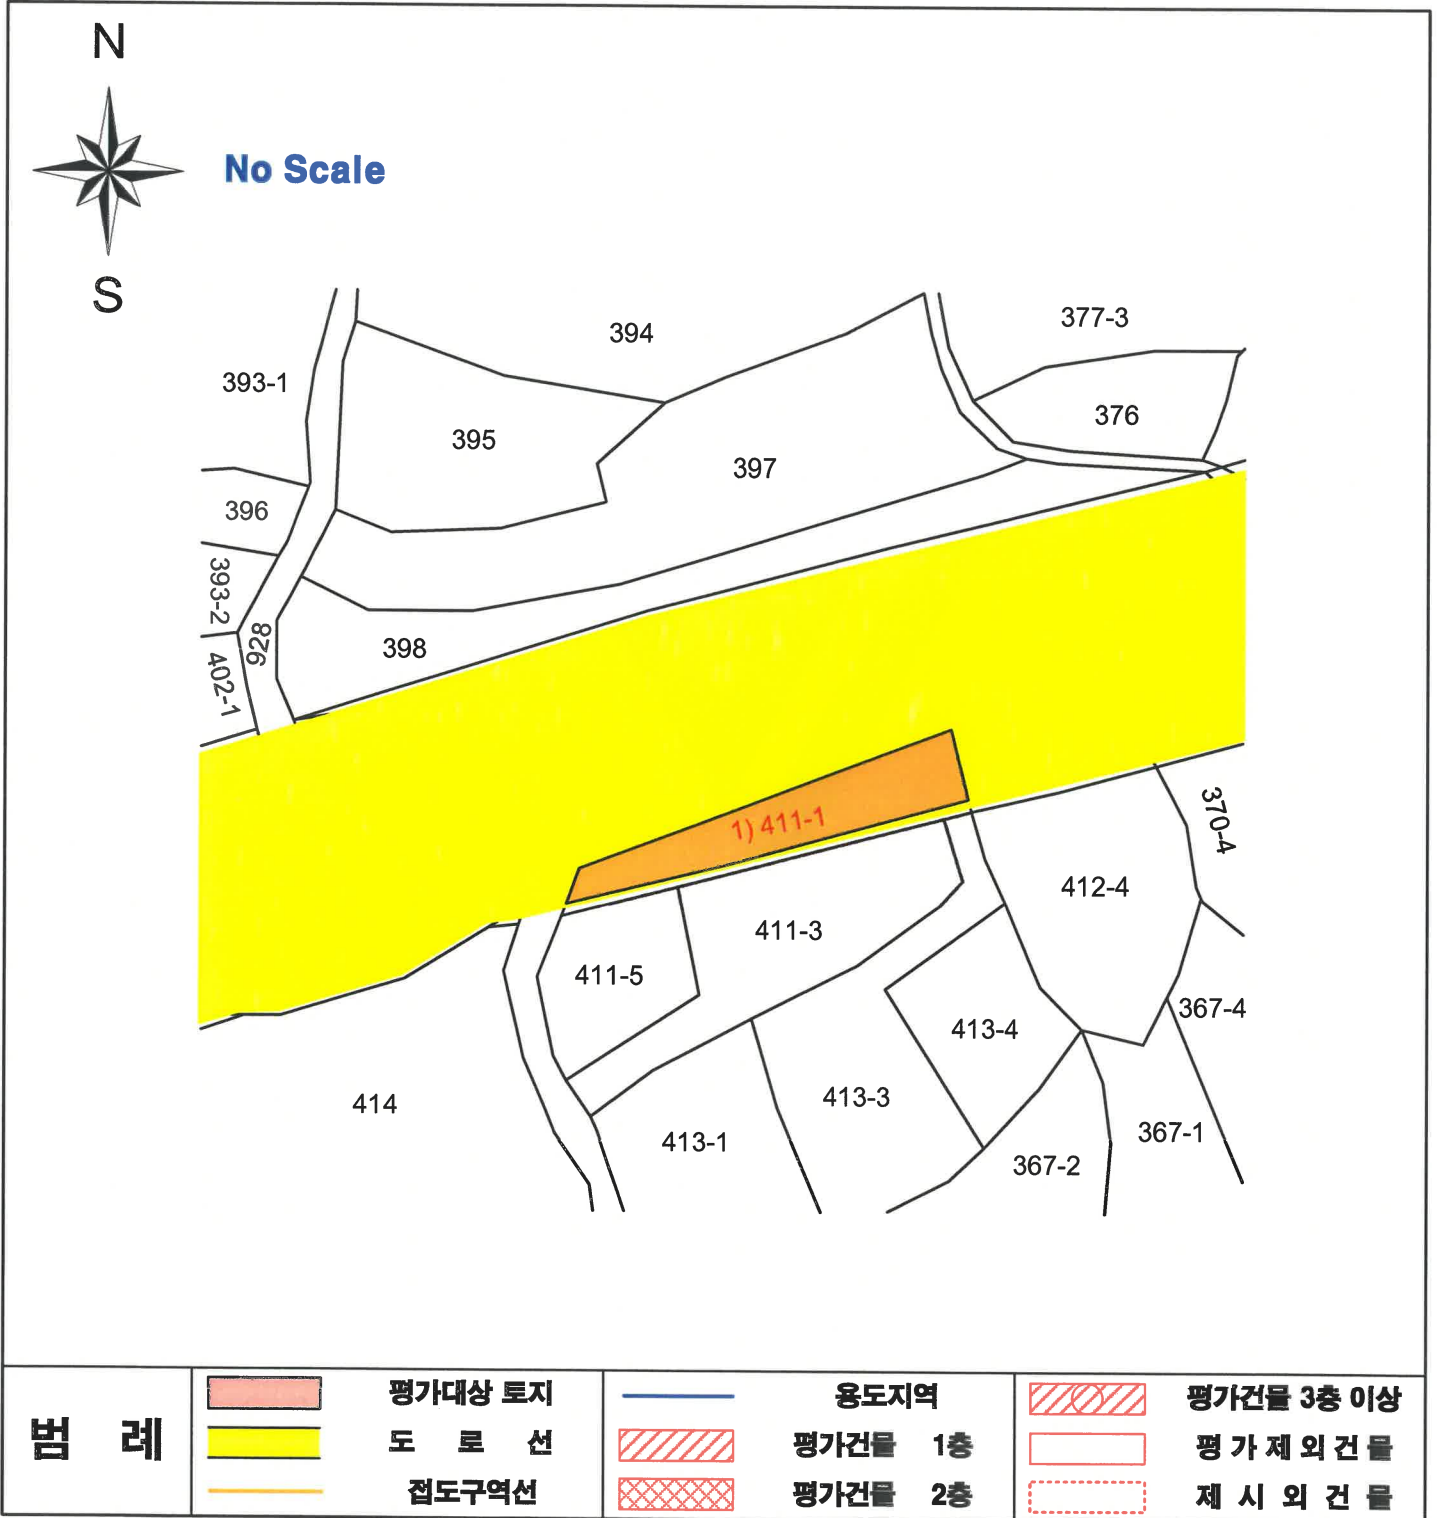 N
No Scale
S
394
377-3
393-1
376
395
397
396
393-2
928
398
402-1
1) 411-1
370-4
412-4
411-3
411-5
367-4
413-4
413-3
414
367-1
413-1
367-2
범 례
평가대상 토지
도 로 선
접도구역선
용도지역
평가건물 1층
평가건물 2층
평가건물 3층 이상
평 가 제 외 건 물
제 시 외 건 물